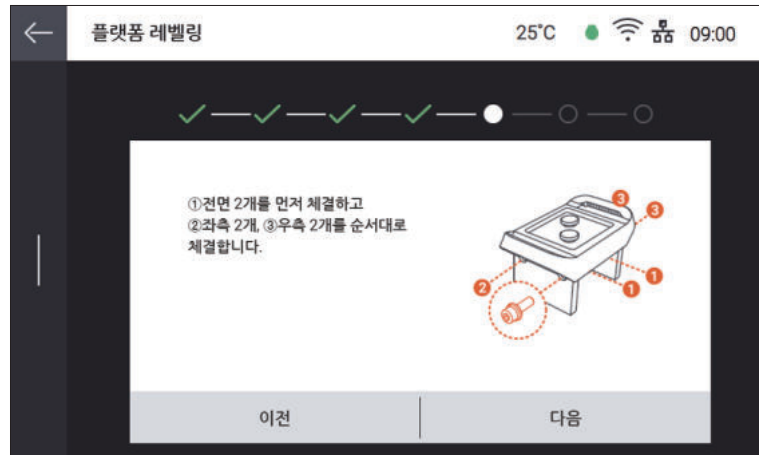 플랫폼 레벨링
25°C
09:00
①전면 2개를 먼저 체결하고
②좌측 2개, ③우측 2개를 순서대로
체결합니다.
3
3
2
1
1
이전
다음